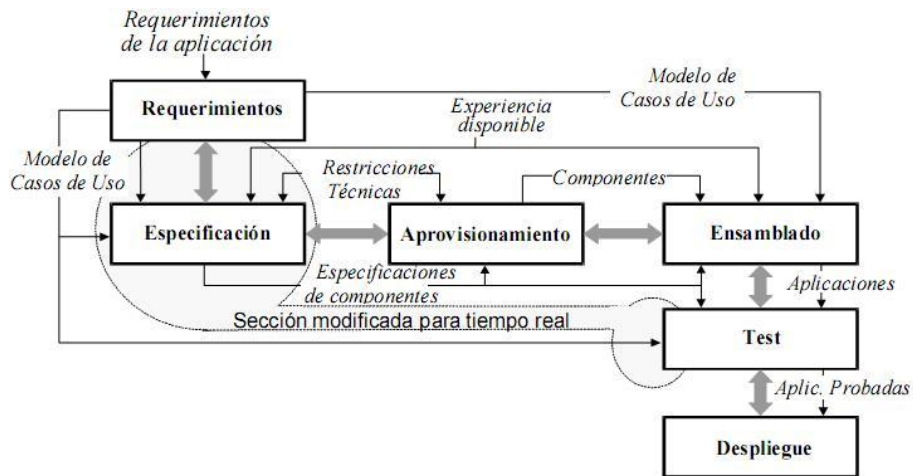 Requerimientos
de la aplicación
Requerimientos
Modelo de
Casos de Uso
Experiencia
disponible
Modelo de
Casos de Uso
Restricciones
Técnicas
Componentes
Especificación
Aprovisionamiento
Ensamblado
Especificaciones
de componentes
Aplicaciones
Sección modificada para tiempo real
Test
Aplic. Probadas
Despliegue